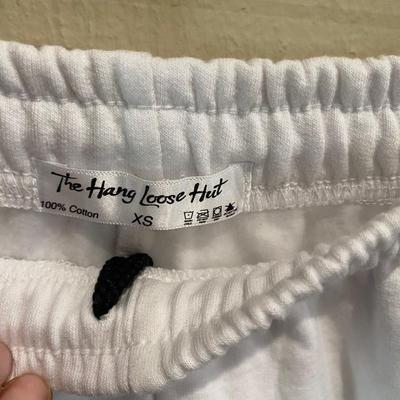 The Hang Loose Hut
100% Cotton XS